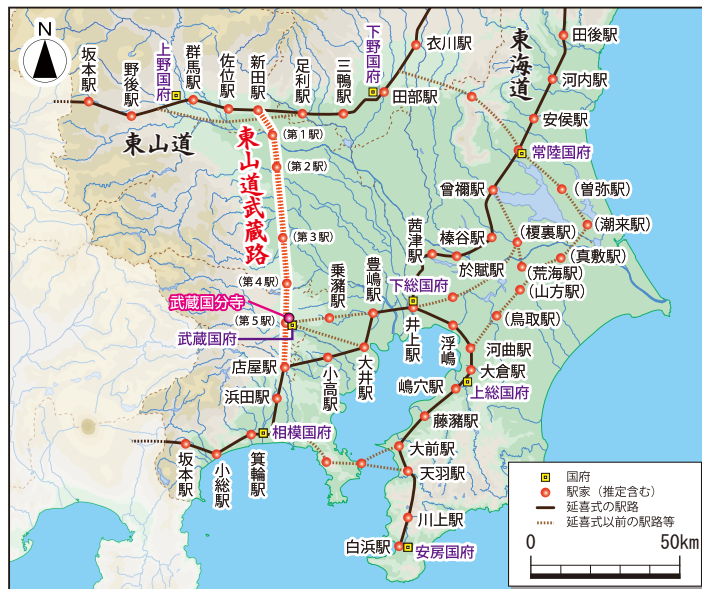 N
坂本駅
野後駅
上野国府
群馬駅
佐位駅
新田駅
足利駅
三鴨駅
下野国府
田部駅
衣川駅
東海道
田後駅
河内駅
安侯駅
常陸国府
東山道
東山道武蔵路
(第1駅)
(第2駅)
(第3駅)
(第4駅)
(第5駅)
曾禰駅
(曽弥駅)
(潮来駅)
(榎裏駅)
(真敷駅)
(荒海駅)
(山方駅)
(鳥取駅)
榛谷駅
於賦駅
茜津駅
下総国府
井上駅
豊嶋駅
乗瀦駅
武蔵国分寺
武蔵国府
店屋駅
浜田駅
小高駅
大井駅
浮嶋
河曲駅
大倉駅
上総国府
嶋穴駅
藤瀦駅
大前駅
天羽駅
川上駅
白浜駅
安房国府
相模国府
箕輪駅
小総駅
坂本駅
国府
駅家(推定含む)
延喜式の駅路
延喜式以前の駅路等
0 50km